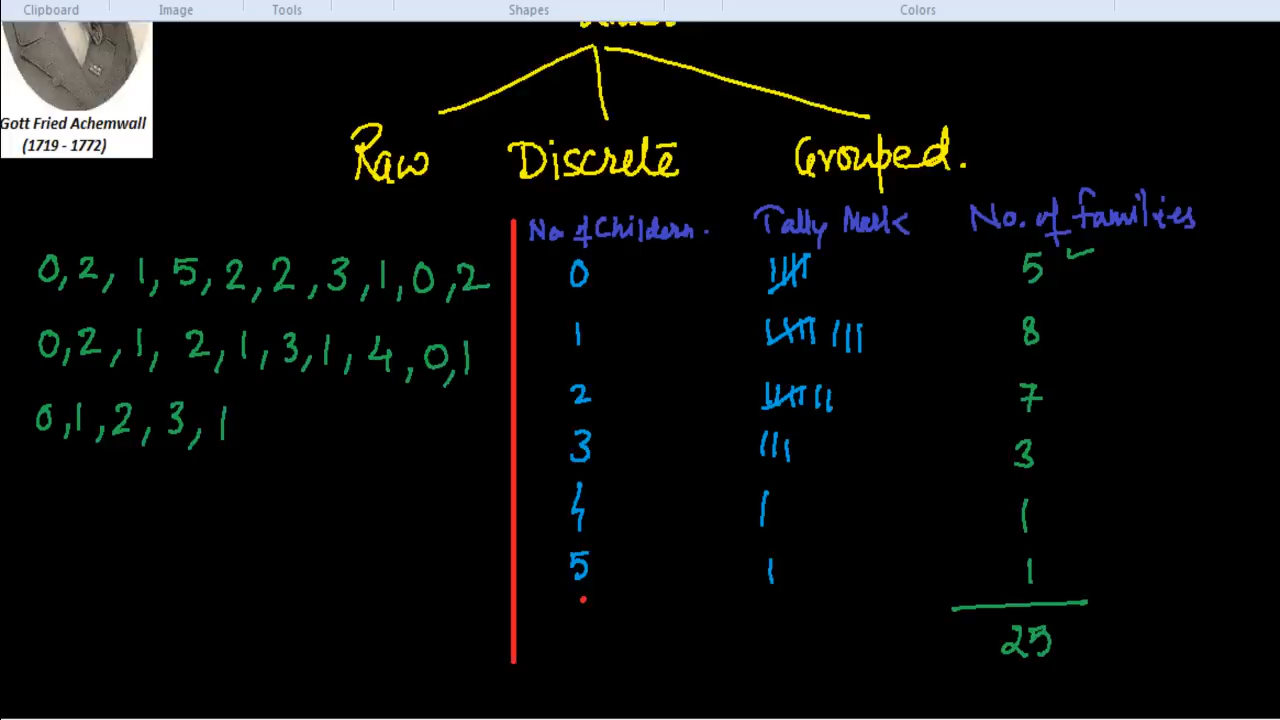 Clipboard Image Tools Shapes Colors
Gott Fried Achemwall
(1719 - 1772)
Raw Discrete Grouped.
No. of Childern. Tally Mark No. of families
0, 2, 1, 5, 2, 2, 3, 1, 0, 2
0, 2, 1, 2, 1, 3, 1, 4, 0, 1
0, 1, 2, 3, 1
0 5
1 8
2 7
3 3
4 1
5 1
25